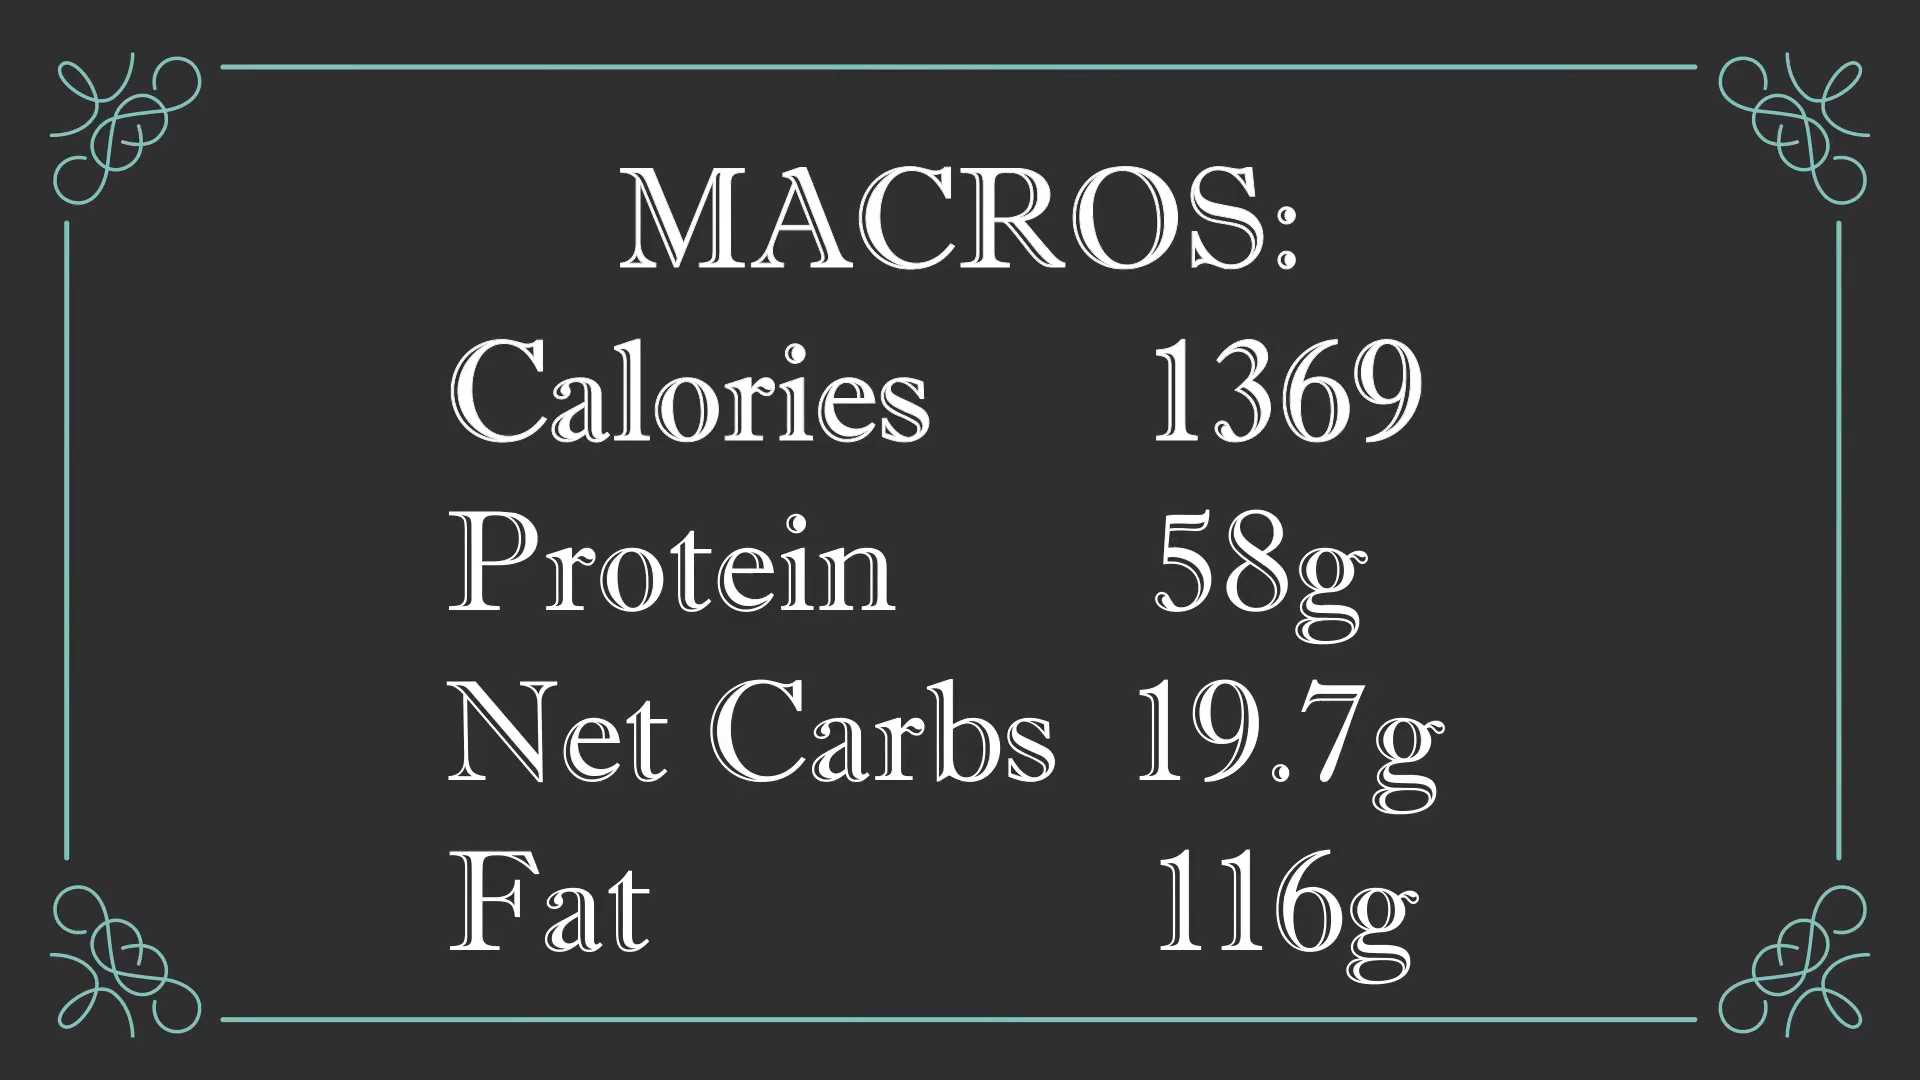 MACROS:
Calories 1369
Protein 58g
Net Carbs 19.7g
Fat 116g